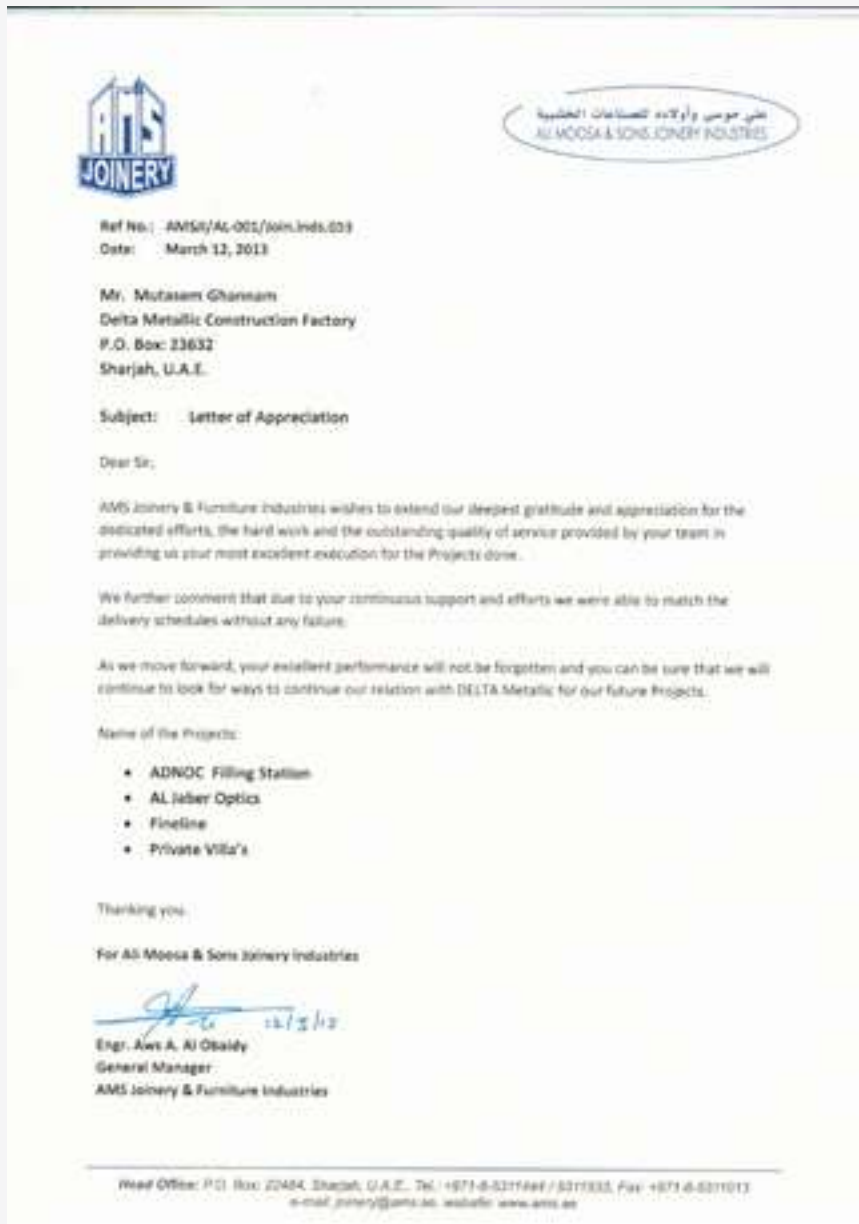 AMS
JOINERY
علي موسى وأولاده للصناعات الخشبية
ALI MOOSA & SONS JOINERY INDUSTRIES
Ref No.: AMSJI/AL-001/Join.Inds.033
Date: March 12, 2013
Mr. Mutasem Ghannam
Delta Metallic Construction Factory
P.O. Box: 23632
Sharjah, U.A.E.
Subject: Letter of Appreciation
Dear Sir,
AMS Joinery & Furniture Industries wishes to extend our deepest gratitude and appreciation for the
dedicated efforts, the hard work and the outstanding quality of service provided by your team in
providing us your most excellent execution for the Projects done.
We further comment that due to your continuous support and efforts we were able to match the
delivery schedules without any failure.
As we move forward, your excellent performance will not be forgotten and you can be sure that we will
continue to look for ways to continue our relation with DELTA Metallic for our future Projects.
Name of the Projects:
• ADNOC Filling Station
• AL Jaber Optics
• Fineline
• Private Villa's
Thanking you.
For Ali Moosa & Sons Joinery Industries
12/3/13
Engr. Aws A. Al Obaidy
General Manager
AMS Joinery & Furniture Industries
Head Office: P.O. Box: 22484, Sharjah, U.A.E., Tel.: +971-6-5311444 / 5311933, Fax: +971-6-5311013
e-mail: joinery@ams.ae, website: www.ams.ae